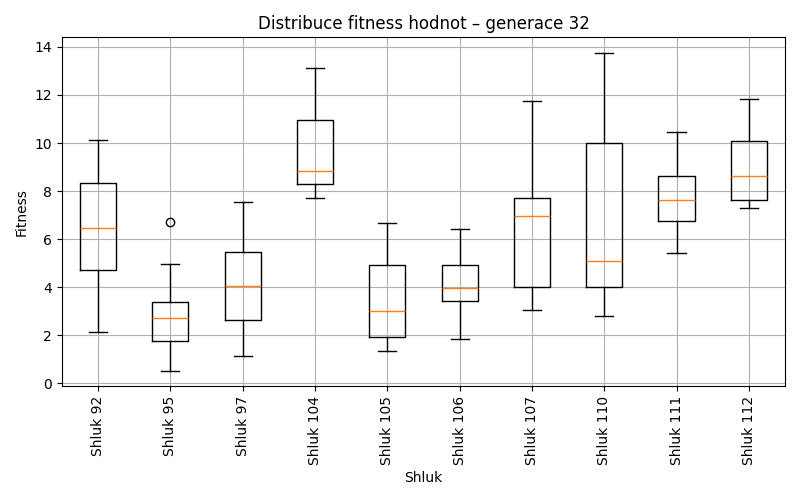 Distribuce fitness hodnot – generace 32
Fitness
14
12
10
8
6
4
2
0
Shluk 92
Shluk 95
Shluk 97
Shluk 104
Shluk 105
Shluk 106
Shluk 107
Shluk 110
Shluk 111
Shluk 112
Shluk